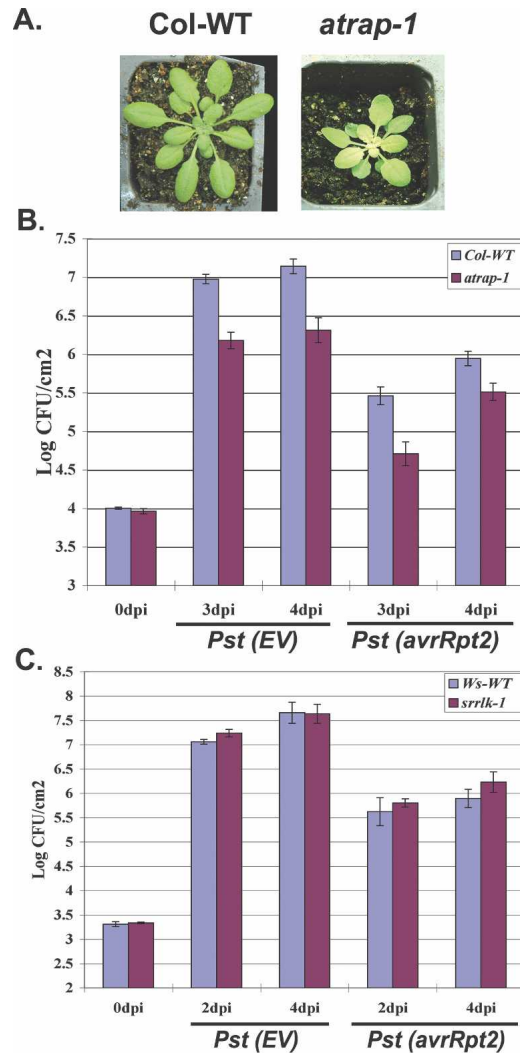 A. Col-WT atrap-1
B.
7.5
7
6.5
6
5.5
5
4.5
4
3.5
3
Log CFU/cm2
Col-WT
atrap-1
0dpi 3dpi 4dpi 3dpi 4dpi
Pst (EV) Pst (avrRpt2)
C.
8.5
8
7.5
7
6.5
6
5.5
5
4.5
4
3.5
3
2.5
2
Log CFU/cm2
Ws-WT
srrlk-1
0dpi 2dpi 4dpi 2dpi 4dpi
Pst (EV) Pst (avrRpt2)